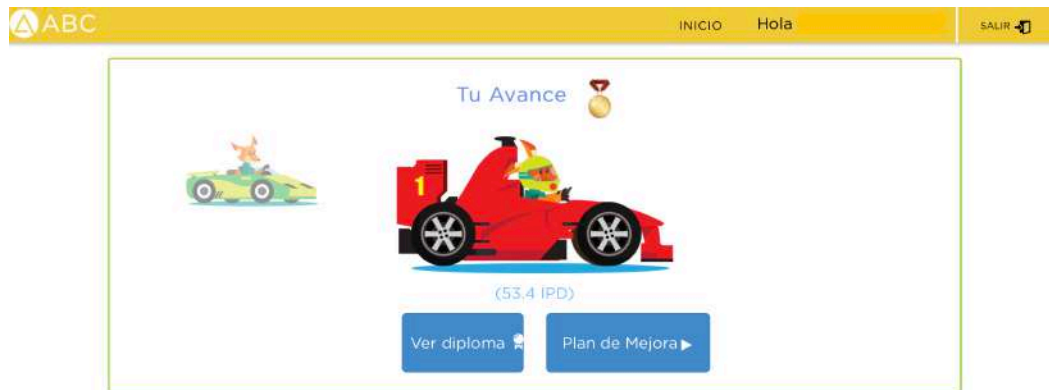 ABC
INICIO
Hola
SALIR
Tu Avance
1
(53.4 IPD)
Ver diploma
Plan de Mejora